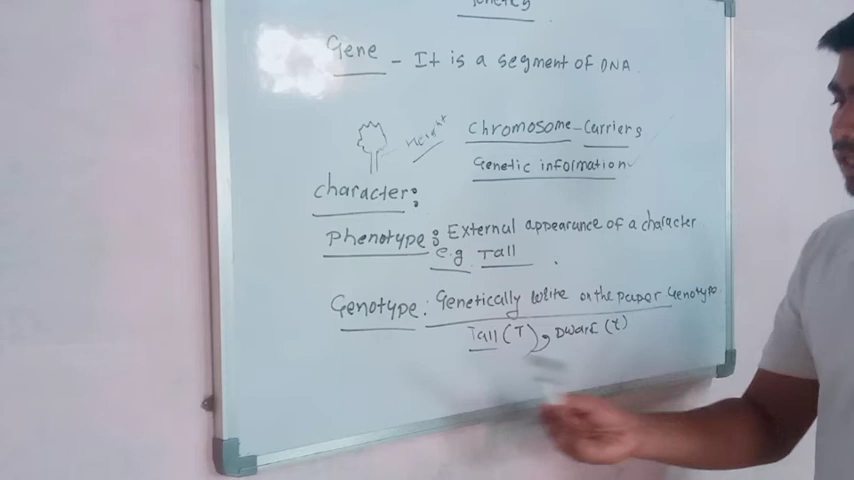 Gene - It is a segment of DNA.
height
chromosome - Carriers
Genetic information
character:
Phenotype: External appearance of a character
e.g Tall
Genotype: Genetically write on the paper Genotype.
Tall (T), Dwarf (t)